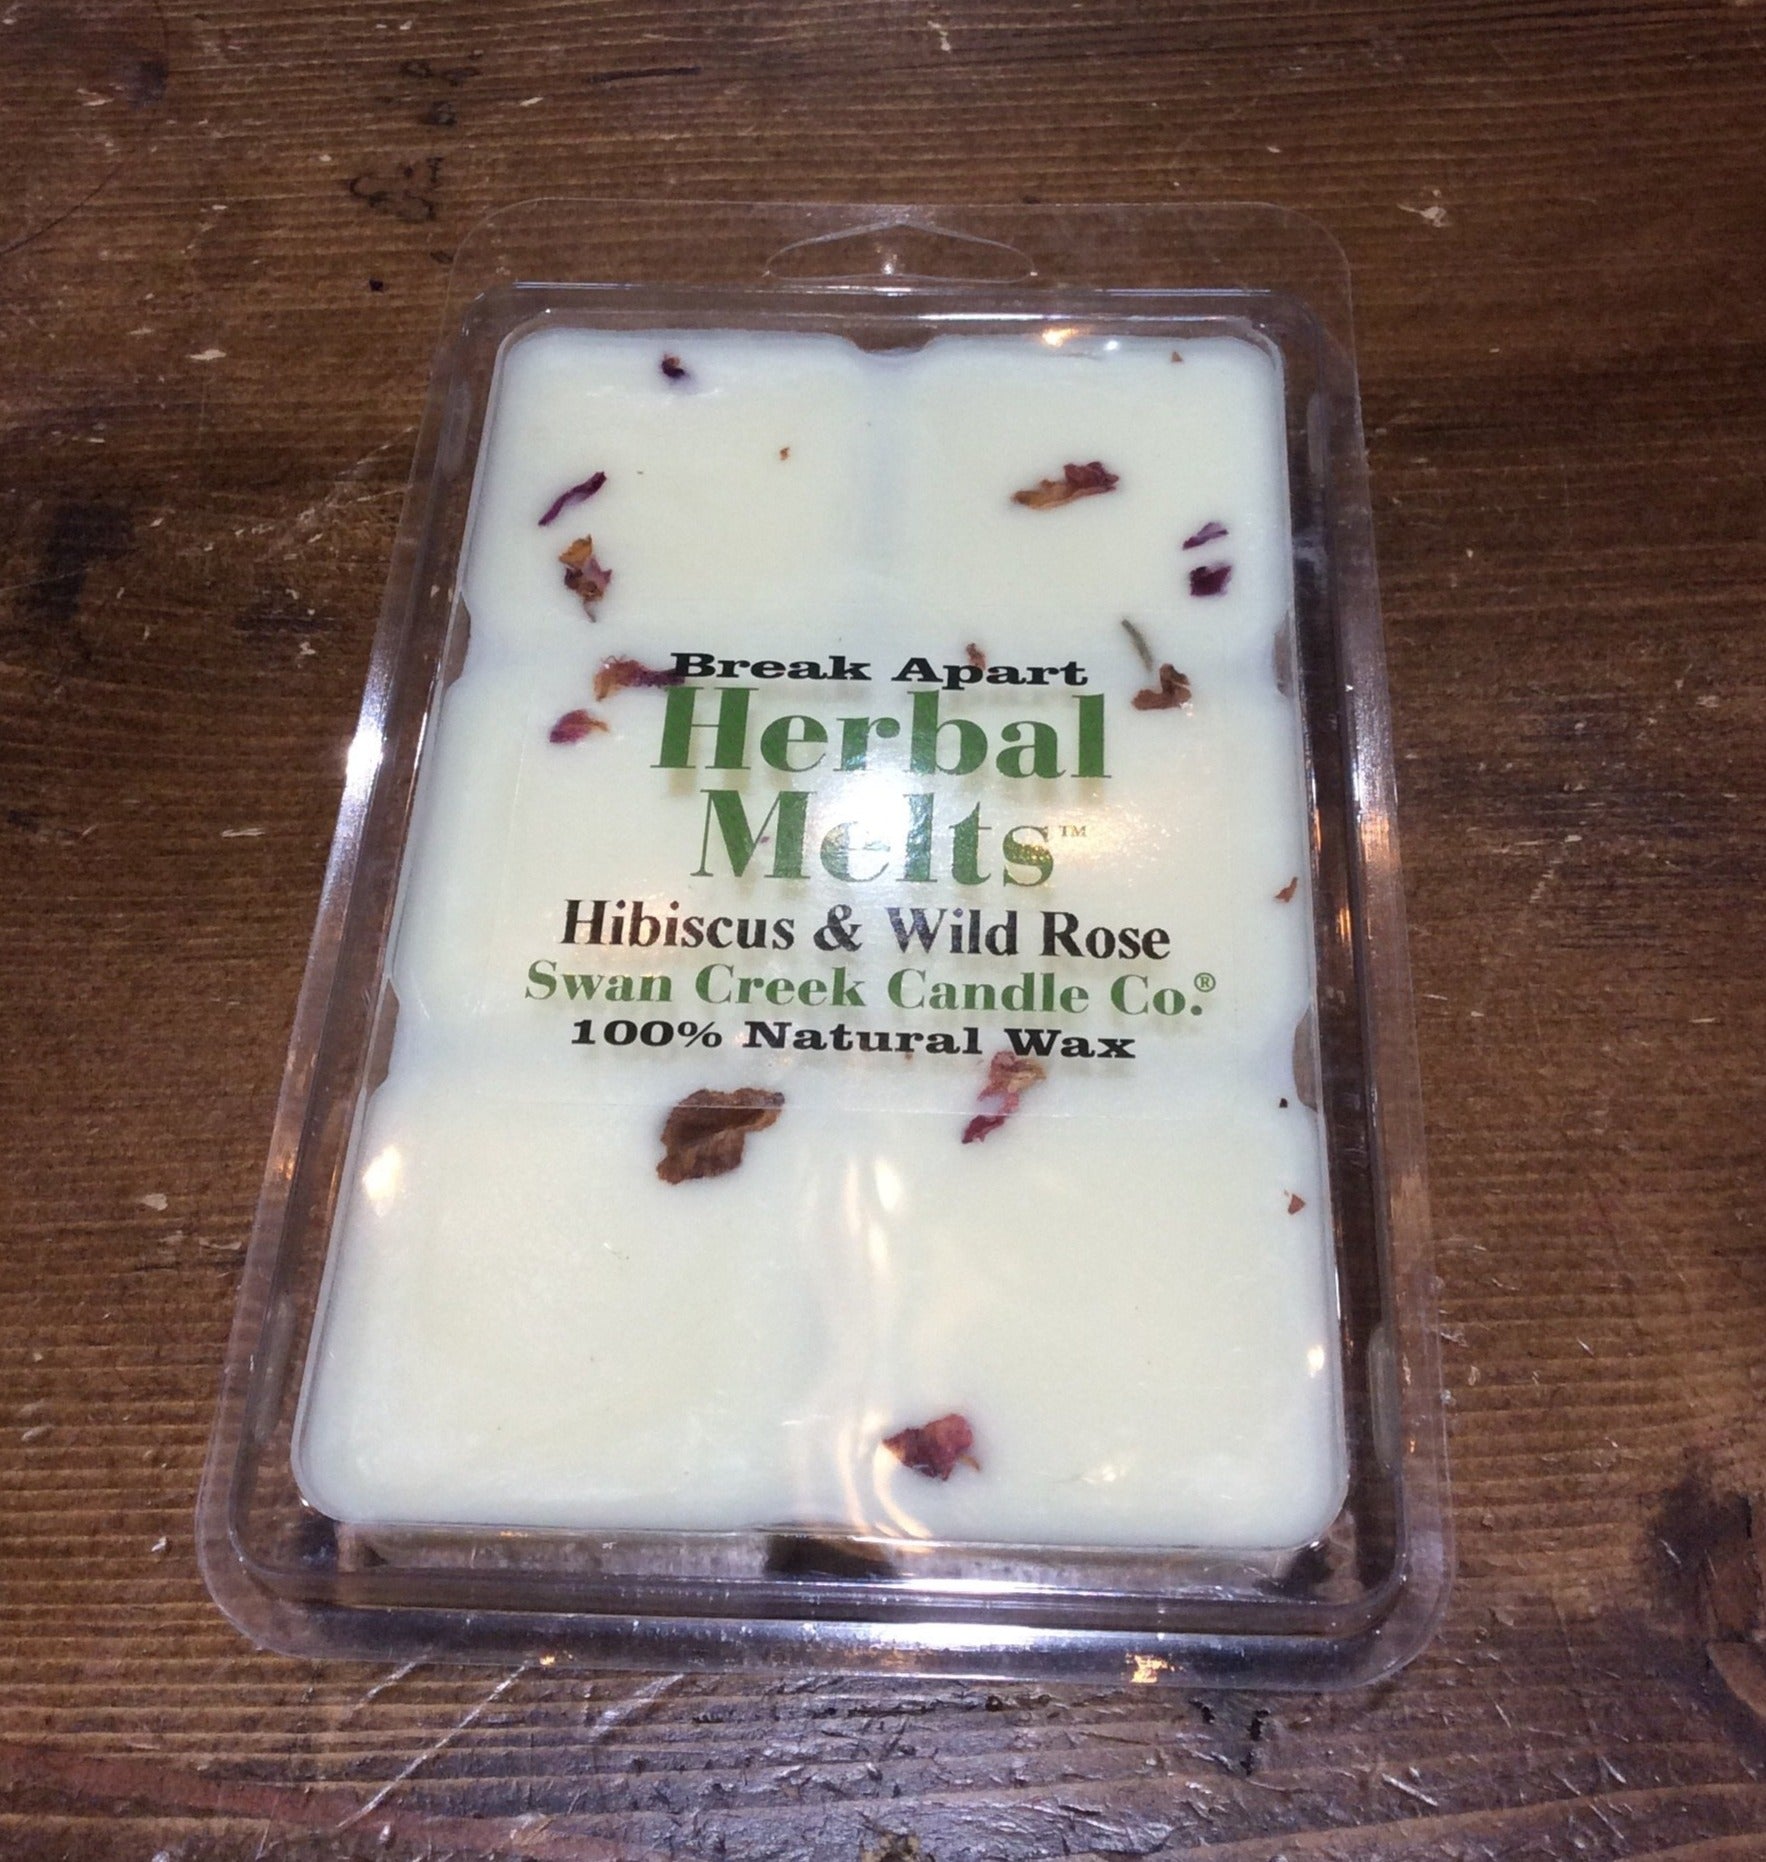 Break Apart
Herbal
Melts™
Hibiscus & Wild Rose
Swan Creek Candle Co.®
100% Natural Wax